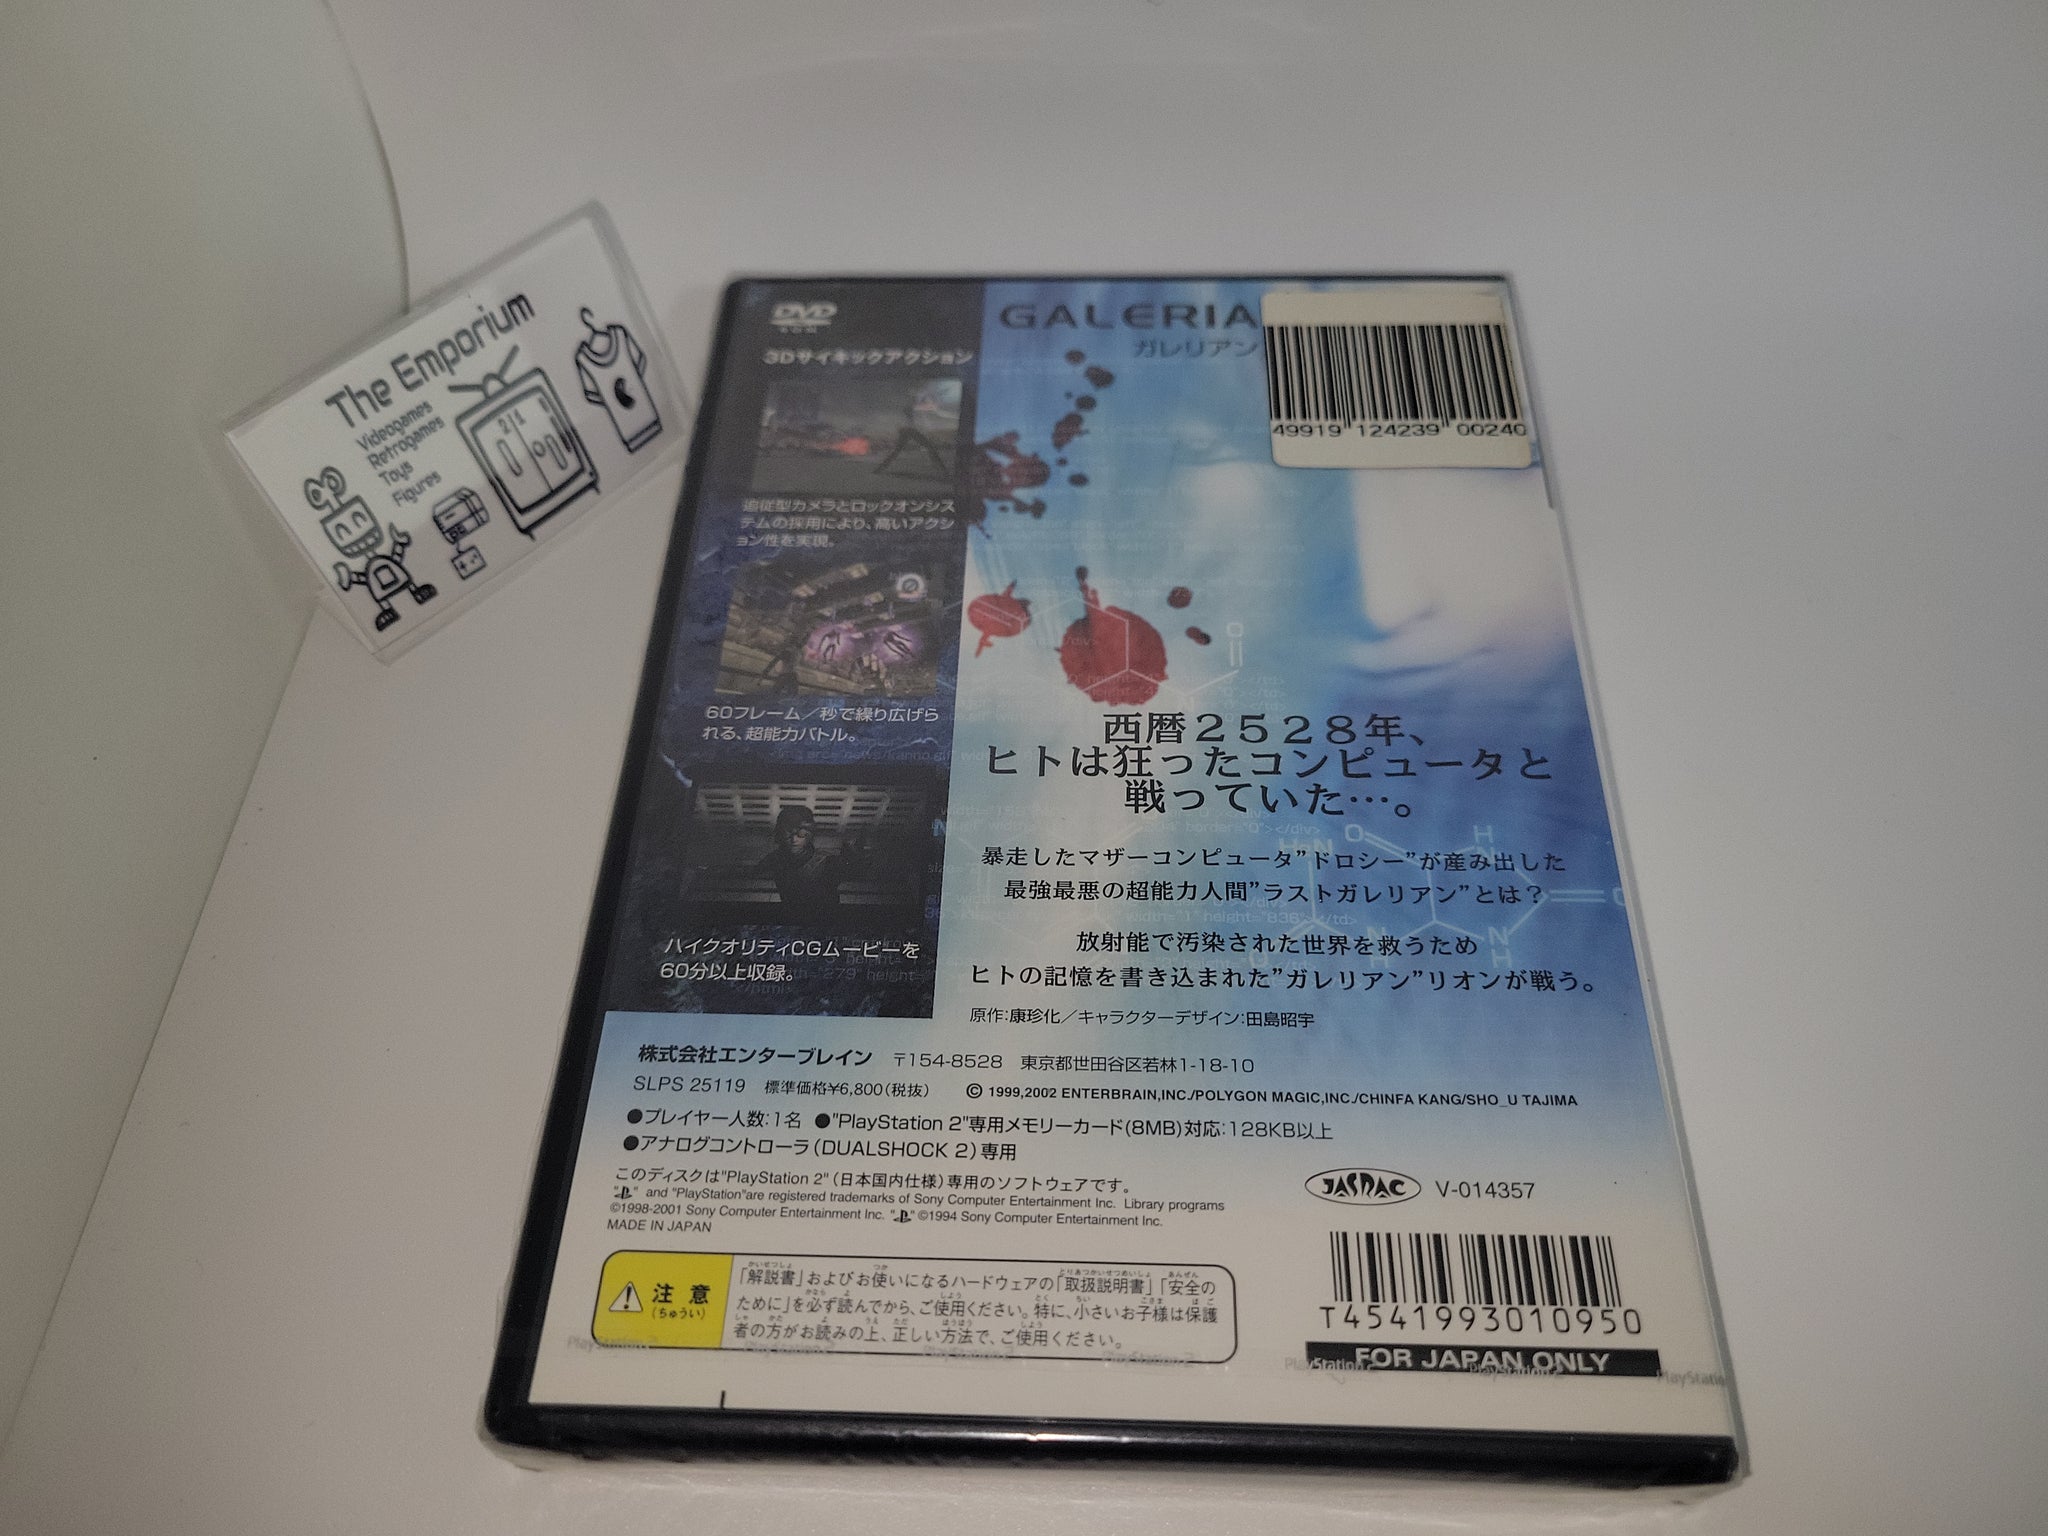 The Emporium
Videogames
Retrogames
Toys
Figures
DVD
GALERIA
ガレリアン
49919 124239 00240
3Dサイキックアクション
追従型カメラとロックオンシス
テムの採用により、高いアクシ
ョン性を実現。
60フレーム／秒で繰り広げら
れる、超能力バトル。
ハイクオリティCGムービーを
60分以上収録。
西暦２５２８年、
ヒトは狂ったコンピュータと
戦っていた…。
暴走したマザーコンピュータ"ドロシー"が産み出した
最強最悪の超能力人間"ラストガレリアン"とは？
放射能で汚染された世界を救うため
ヒトの記憶を書き込まれた"ガレリアン"リオンが戦う。
原作：康珍化／キャラクターデザイン：田島昭宇
株式会社エンターブレイン 〒154-8528 東京都世田谷区若林1-18-10
SLPS 25119 標準価格¥6,800（税抜） © 1999,2002 ENTERBRAIN,INC./POLYGON MAGIC,INC./CHINFA KANG/SHO_U TAJIMA
●プレイヤー人数：1名 ●"PlayStation 2"専用メモリーカード(8MB)対応：128KB以上
●アナログコントローラ（DUALSHOCK 2）専用
このディスクは"PlayStation 2"（日本国内仕様）専用のソフトウェアです。
" " and "PlayStation"are registered trademarks of Sony Computer Entertainment Inc. Library programs
©1998-2001 Sony Computer Entertainment Inc. " " ©1994 Sony Computer Entertainment Inc.
MADE IN JAPAN
JASRAC V-014357
注意
（ちゅうい）
「解説書」およびお使いになるハードウェアの「取扱説明書」「安全の
ために」を必ず読んでから、ご使用ください。特に、小さいお子様は保護
者の方がお読みの上、正しい方法で、ご使用ください。
T4541993010950
FOR JAPAN ONLY